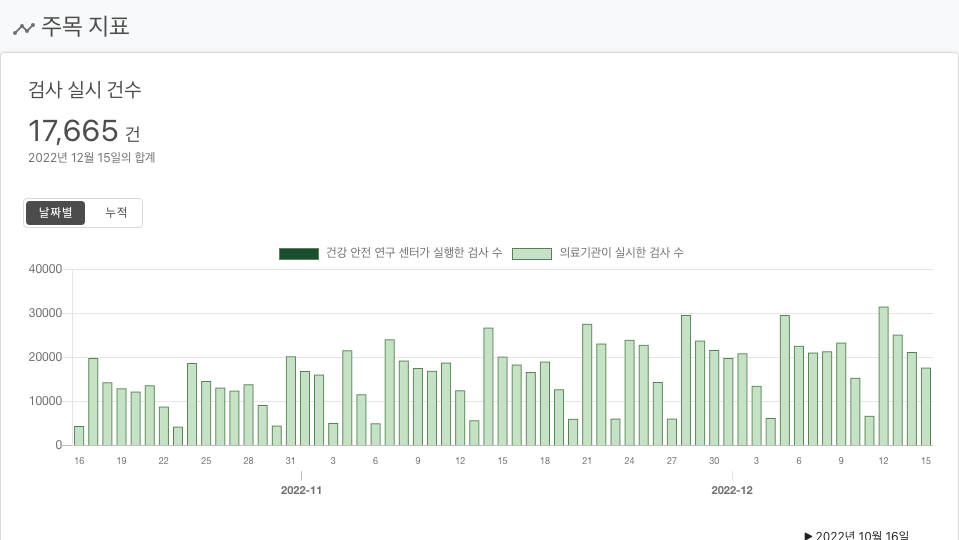 주목 지표
검사 실시 건수
17,665 건
2022년 12월 15일의 합계
날짜별 누적
건강 안전 연구 센터가 실행한 검사 수 의료기관이 실시한 검사 수
40000
30000
20000
10000
0
16 19 22 25 28 31 3 6 9 12 15 18 21 24 27 30 3 6 9 12 15
2022-11 2022-12
▶ 2022년 10월 16일